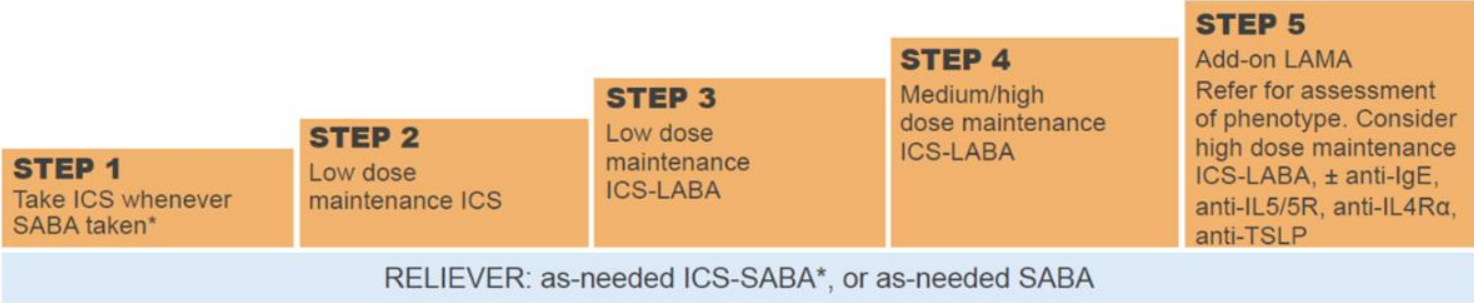 STEP 1
Take ICS whenever
SABA taken*
STEP 2
Low dose
maintenance ICS
STEP 3
Low dose
maintenance
ICS-LABA
STEP 4
Medium/high
dose maintenance
ICS-LABA
STEP 5
Add-on LAMA
Refer for assessment
of phenotype. Consider
high dose maintenance
ICS-LABA, ± anti-IgE,
anti-IL5/5R, anti-IL4Rα,
anti-TSLP
RELIEVER: as-needed ICS-SABA*, or as-needed SABA